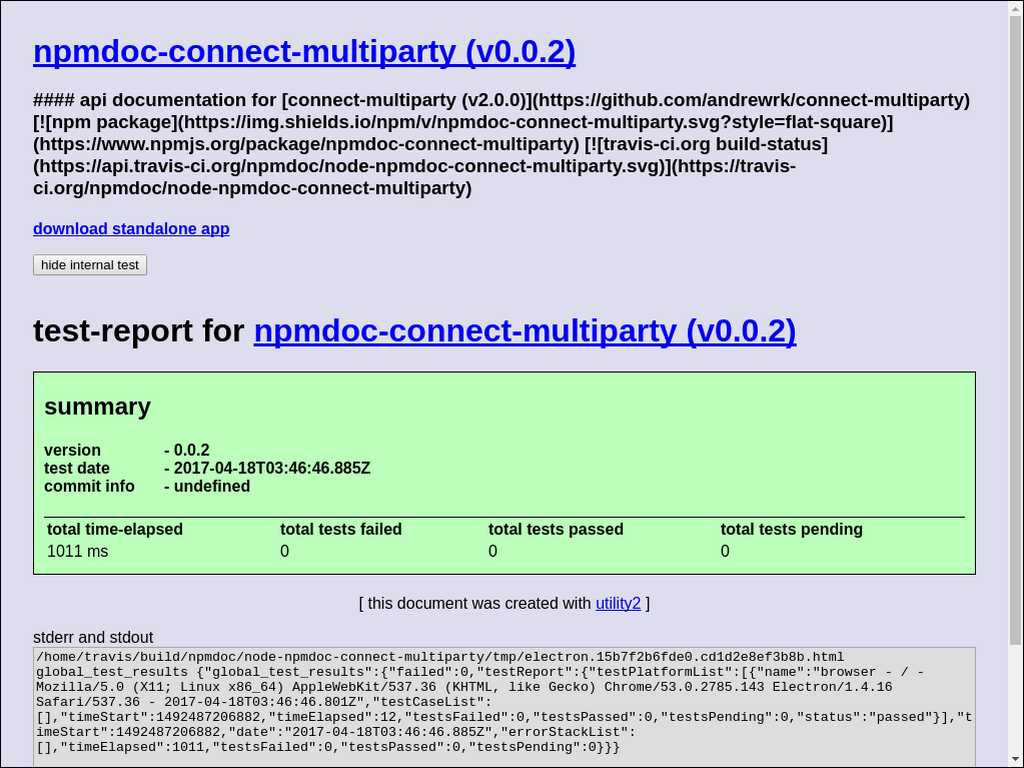 npmdoc-connect-multiparty (v0.0.2)
#### api documentation for [connect-multiparty (v2.0.0)](https://github.com/andrewrk/connect-multiparty)
[![npm package](https://img.shields.io/npm/v/npmdoc-connect-multiparty.svg?style=flat-square)]
(https://www.npmjs.org/package/npmdoc-connect-multiparty) [![travis-ci.org build-status]
(https://api.travis-ci.org/npmdoc/node-npmdoc-connect-multiparty.svg)](https://travis-
ci.org/npmdoc/node-npmdoc-connect-multiparty)
download standalone app
hide internal test
test-report for npmdoc-connect-multiparty (v0.0.2)
summary
version - 0.0.2
test date - 2017-04-18T03:46:46.885Z
commit info - undefined
total time-elapsed total tests failed total tests passed total tests pending
1011 ms 0 0 0
[ this document was created with utility2 ]
stderr and stdout
/home/travis/build/npmdoc/node-npmdoc-connect-multiparty/tmp/electron.15b7f2b6fde0.cd1d2e8ef3b8b.html
global_test_results {"global_test_results":{"failed":0,"testReport":{"testPlatformList":[{"name":"browser - / -
Mozilla/5.0 (X11; Linux x86_64) AppleWebKit/537.36 (KHTML, like Gecko) Chrome/53.0.2785.143 Electron/1.4.16
Safari/537.36 - 2017-04-18T03:46:46.801Z","testCaseList":
[],"timeStart":1492487206882,"timeElapsed":12,"testsFailed":0,"testsPassed":0,"testsPending":0,"status":"passed"}],"t
imeStart":1492487206882,"date":"2017-04-18T03:46:46.885Z","errorStackList":
[],"timeElapsed":1011,"testsFailed":0,"testsPassed":0,"testsPending":0}}}